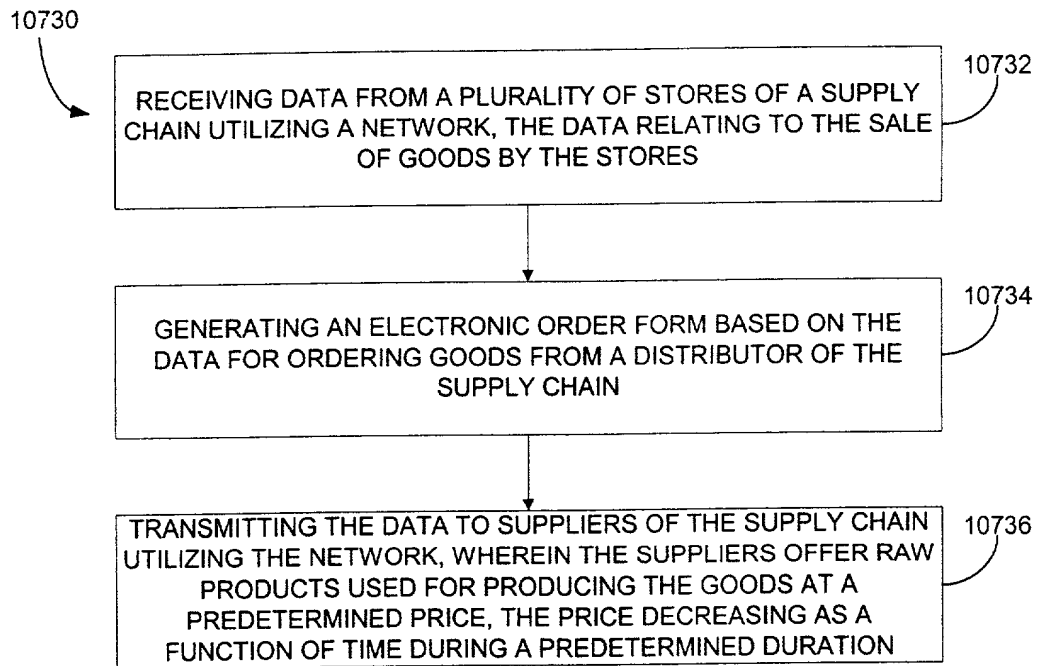 10730
10732
RECEIVING DATA FROM A PLURALITY OF STORES OF A SUPPLY
CHAIN UTILIZING A NETWORK, THE DATA RELATING TO THE SALE
OF GOODS BY THE STORES
10734
GENERATING AN ELECTRONIC ORDER FORM BASED ON THE
DATA FOR ORDERING GOODS FROM A DISTRIBUTOR OF THE
SUPPLY CHAIN
10736
TRANSMITTING THE DATA TO SUPPLIERS OF THE SUPPLY CHAIN
UTILIZING THE NETWORK, WHEREIN THE SUPPLIERS OFFER RAW
PRODUCTS USED FOR PRODUCING THE GOODS AT A
PREDETERMINED PRICE, THE PRICE DECREASING AS A
FUNCTION OF TIME DURING A PREDETERMINED DURATION